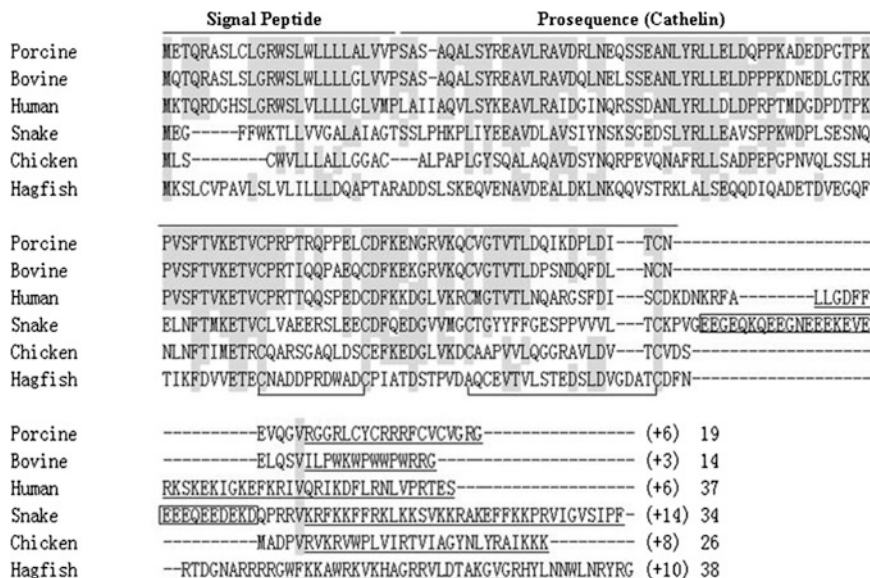 Signal Peptide Prosequence (Cathelin)
Porcine METQRASLCLGRWSLWLLLLALVVPSAS-AQALSYREAVLRAVDRLNEQSSEANLYRLLELDQPPKADEDPGTPK
Bovine MQTQRASLSLGRWSLWLLLLGLVVPSAS-AQALSYREAVLRAVDQLNELSSEANLYRLLELDPPPKDNEDLGTRK
Human MKTQRDGHSLGRWSLVLLLLGLVMPLAIIAQVLSYKEAVLRAIDGINQRSSDANLYRLLDLDPRPTMDGDPDTPK
Snake MEG-----FFWKTLLVVGALAIAGTSSLPHKPLIYEEAVDLAVSIYNSKSGEDSLYRLLEAVSPPKWDPLSESNQ
Chicken MLS---------CWVLLLALLGGAC---ALPAPLGYSQALAQAVDSYNQRPEVQNAFRLLSADPEPGPNVQLSSLH
Hagfish MKSLCVPAVLSLVLILLLDQAPTARADDSLSKEQVENAVDEALDKLNKQQVSTRKLALSEQQDIQADETDVEGQF
Porcine PVSFTVKETVCPRPTRQPPELCDFKENGRVKQCVGTVTLDQIKDPLDI---TCN---------------------
Bovine PVSFTVKETVCPRTIQQPAEQCDFKEKGRVKQCVGTVTLDPSNDQFDL---NCN---------------------
Human PVSFTVKETVCPRTTQQSPEDCDFKKDGLVKRCMGTVTLNQARGSFDI---SCDKDNKRFA--------LLGDFF
Snake ELNFTMKETVCLVAEERSLEECDFQEDGVVMGCTGYYFFGESPPVVVL---TCKPVGEEGEQKQEEGNEEEKEVE
Chicken NLNFTIMETRCQARSGAQLDSCEFKEDGLVKDCAAPVVLQGGRAVLDV---TCVDS-------------------
Hagfish TIKFDVVETECNADDPRDWADCPIATDSTPVDAQCEVTVLSTEDSLDVGDATCDFN-------------------
Porcine ----------EVQGVRGGRLCYCRRRFCVCVGRG---------------- (+6) 19
Bovine ----------ELQSVILPWKWPWWPWRRG--------------------- (+3) 14
Human RKSKEKIGKEFKRIVQRIKDFLRNLVPRTES------------------- (+6) 37
Snake EEEQEEDEKDQPRRVKRFKKFFRKLKKSVKKRAKEFFKKPRVIGVSIPF- (+14) 34
Chicken ----------MADPVRVKRVWPLVIRTVIAGYNLYRAIKKK--------- (+8) 26
Hagfish --RTDGNARRRRGWFKKAWRKVKHAGRRVLDTAKGVGRHYLNNWLNRYRG (+10) 38